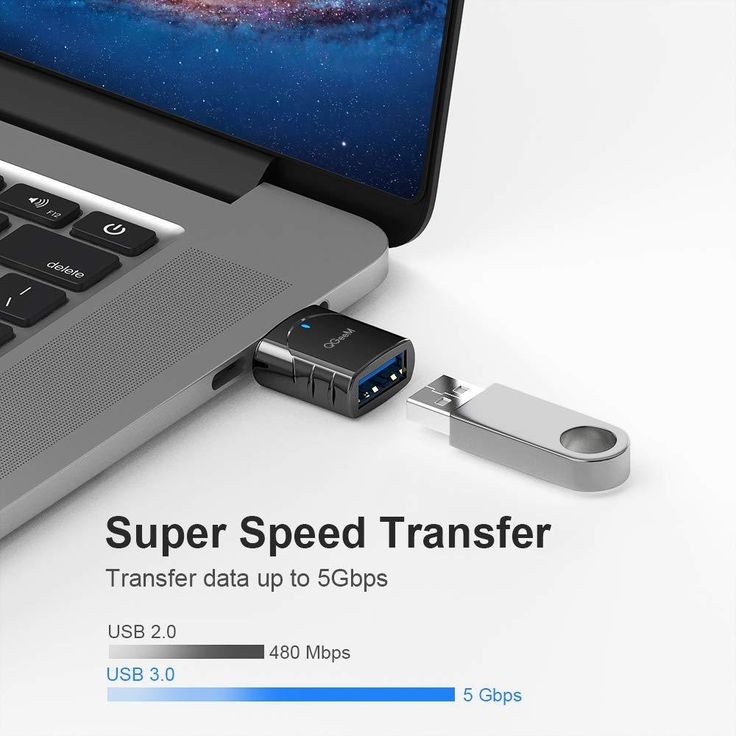 F12
delete
QGeeM
Super Speed Transfer
Transfer data up to 5Gbps
USB 2.0
480 Mbps
USB 3.0
5 Gbps